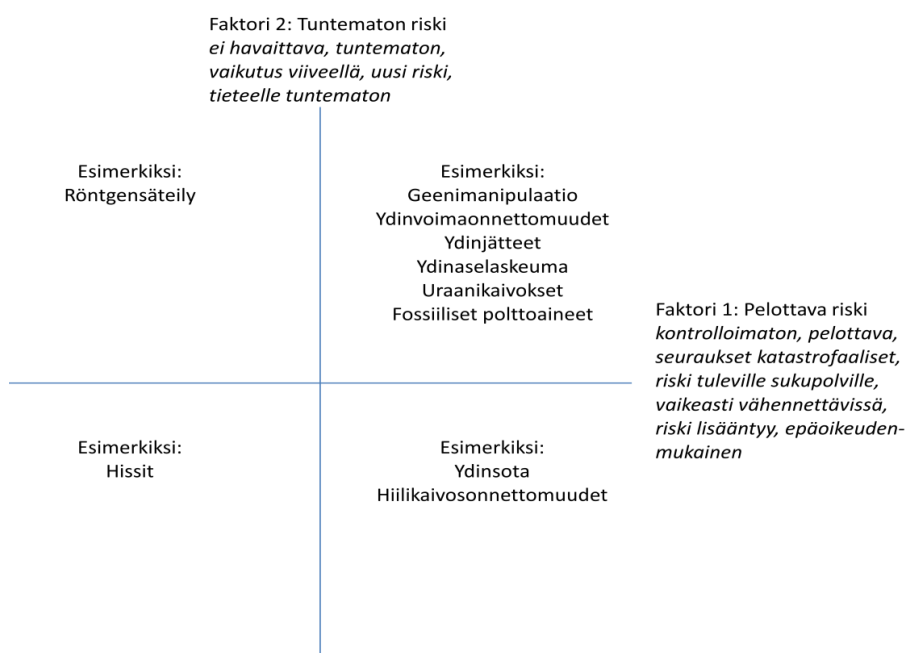 Faktori 2: Tuntematon riski
ei havaittava, tuntematon,
vaikutus viiveellä, uusi riski,
tieteelle tuntematon
Esimerkiksi:
Röntgensäteily
Esimerkiksi:
Geenimanipulaatio
Ydinvoimaonnettomuudet
Ydinjätteet
Ydinaselaskeuma
Uraanikaivokset
Fossiiliset polttoaineet
Faktori 1: Pelottava riski
kontrolloimaton, pelottava,
seuraukset katastrofaaliset,
riski tuleville sukupolville,
vaikeasti vähennettävissä,
riski lisääntyy, epäoikeuden-
mukainen
Esimerkiksi:
Hissit
Esimerkiksi:
Ydinsota
Hiilikaivosonnettomuudet